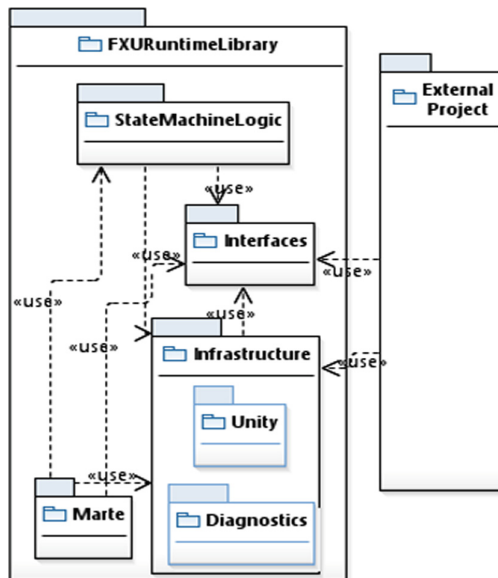 FXURuntimeLibrary
External
Project
StateMachineLogic
«use»
Interfaces
«use»
«use»
«use»
«use»
«use»
Infrastructure
«use»
Unity
«use»
Marte
Diagnostics